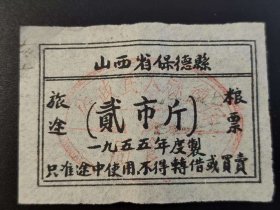 山西省保德縣
旅途
(貳市斤)
粮票
一九五五年度製
只准途中使用,不得轉借或買賣